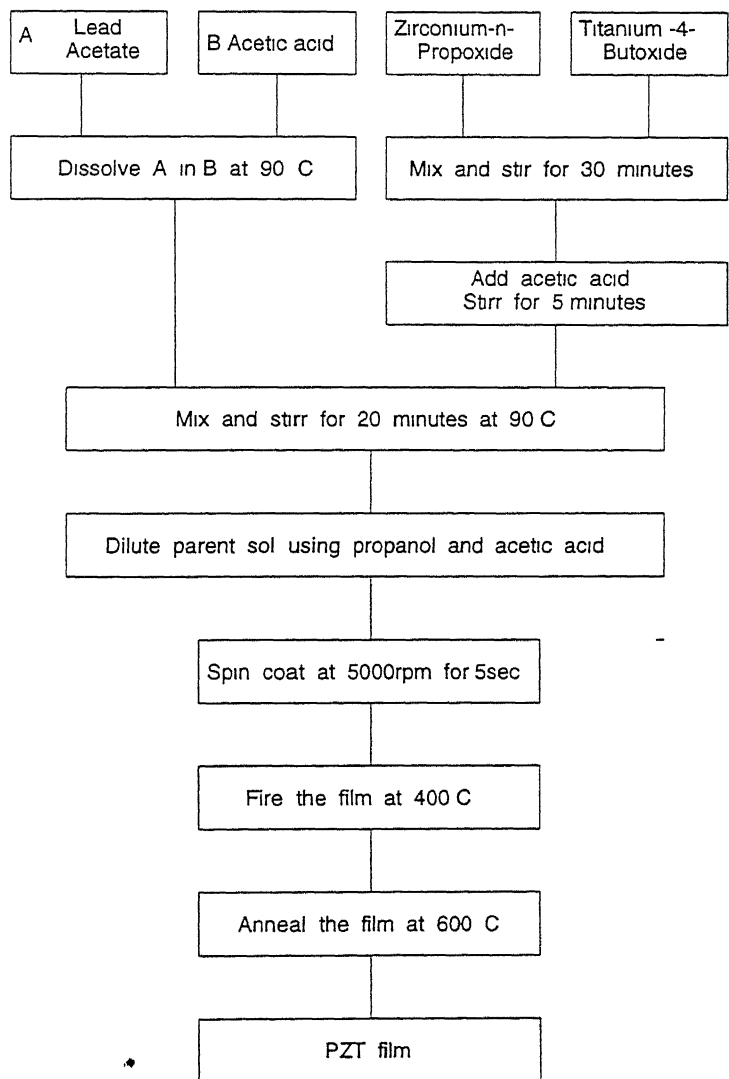 A Lead
Acetate
B Acetic acid
Zirconium-n-
Propoxide
Titanium -4-
Butoxide
Dissolve A in B at 90 C
Mix and stir for 30 minutes
Add acetic acid
Stirr for 5 minutes
Mix and stirr for 20 minutes at 90 C
Dilute parent sol using propanol and acetic acid
Spin coat at 5000rpm for 5sec
Fire the film at 400 C
Anneal the film at 600 C
PZT film